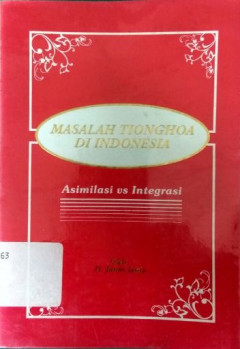 MASALAH TIONGHOA
DI INDONESIA
Asimilasi vs Integrasi
63